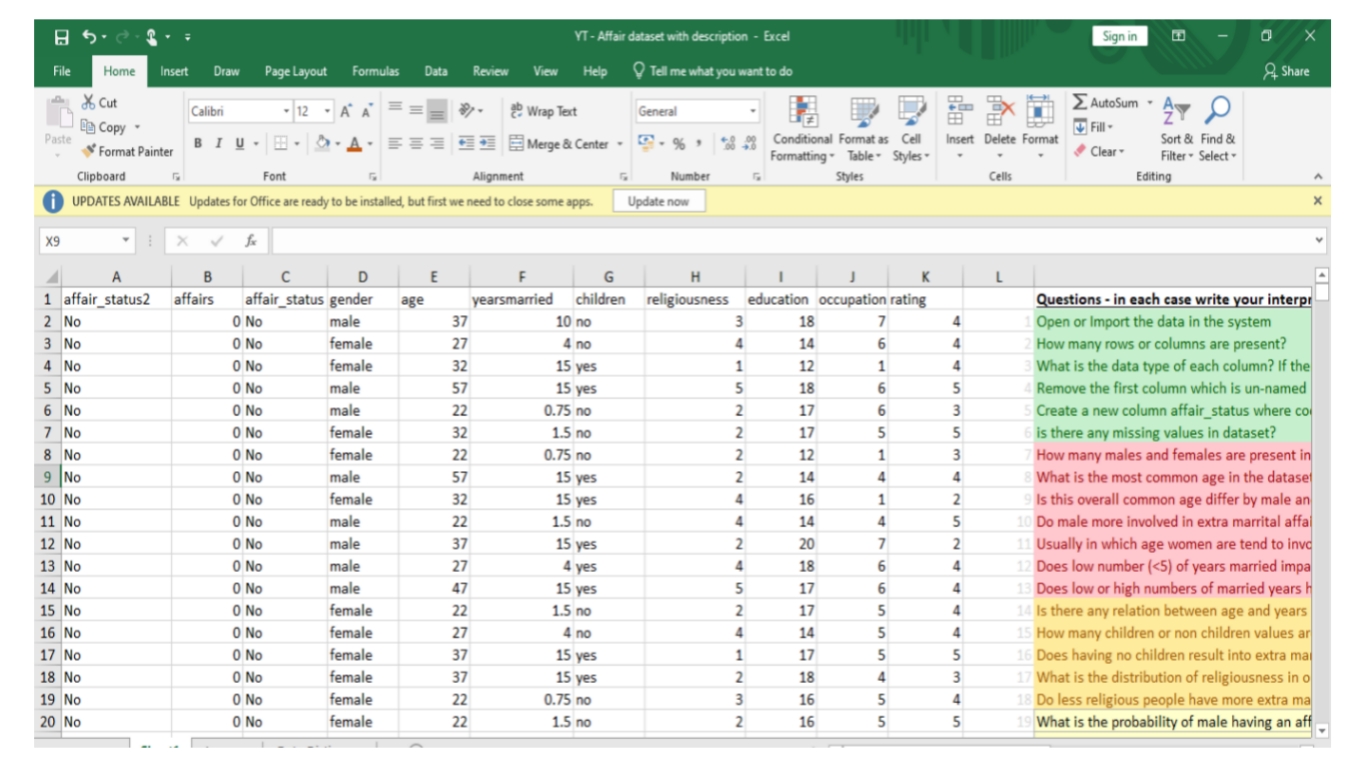 YT - Affair dataset with description - Excel
Sign in
File Home Insert Draw Page Layout Formulas Data Review View Help Tell me what you want to do Share
Cut
Copy
Paste
Format Painter
Clipboard
Calibri 12
B I U
Font
Wrap Text
Merge & Center
Alignment
General
Number
Conditional Formatting
Format as Table
Cell Styles
Styles
Insert Delete Format
Cells
AutoSum
Fill
Clear
Sort & Filter
Find & Select
Editing
UPDATES AVAILABLE Updates for Office are ready to be installed, but first we need to close some apps. Update now
X9 fx
A B C D E F G H I J K L
1 affair_status2 affairs affair_status gender age yearsmarried children religiousness education occupation rating Questions - in each case write your interpr
2 No 0 No male 37 10 no 3 18 7 4 1 Open or Import the data in the system
3 No 0 No female 27 4 no 4 14 6 4 2 How many rows or columns are present?
4 No 0 No female 32 15 yes 1 12 1 4 3 What is the data type of each column? If the
5 No 0 No male 57 15 yes 5 18 6 5 4 Remove the first column which is un-named
6 No 0 No male 22 0.75 no 2 17 6 3 5 Create a new column affair_status where co
7 No 0 No female 32 1.5 no 2 17 5 5 6 is there any missing values in dataset?
8 No 0 No female 22 0.75 no 2 12 1 3 7 How many males and females are present in
9 No 0 No male 57 15 yes 2 14 4 4 8 What is the most common age in the dataset
10 No 0 No female 32 15 yes 4 16 1 2 9 Is this overall common age differ by male an
11 No 0 No male 22 1.5 no 4 14 4 5 10 Do male more involved in extra marrital affai
12 No 0 No male 37 15 yes 2 20 7 2 11 Usually in which age women are tend to invo
13 No 0 No male 27 4 yes 4 18 6 4 12 Does low number (<5) of years married impa
14 No 0 No male 47 15 yes 5 17 6 4 13 Does low or high numbers of married years h
15 No 0 No female 22 1.5 no 2 17 5 4 14 Is there any relation between age and years
16 No 0 No female 27 4 no 4 14 5 4 15 How many children or non children values ar
17 No 0 No female 37 15 yes 1 17 5 5 16 Does having no children result into extra mar
18 No 0 No female 37 15 yes 2 18 4 3 17 What is the distribution of religiousness in o
19 No 0 No female 22 0.75 no 3 16 5 4 18 Do less religious people have more extra ma
20 No 0 No female 22 1.5 no 2 16 5 5 19 What is the probability of male having an aff